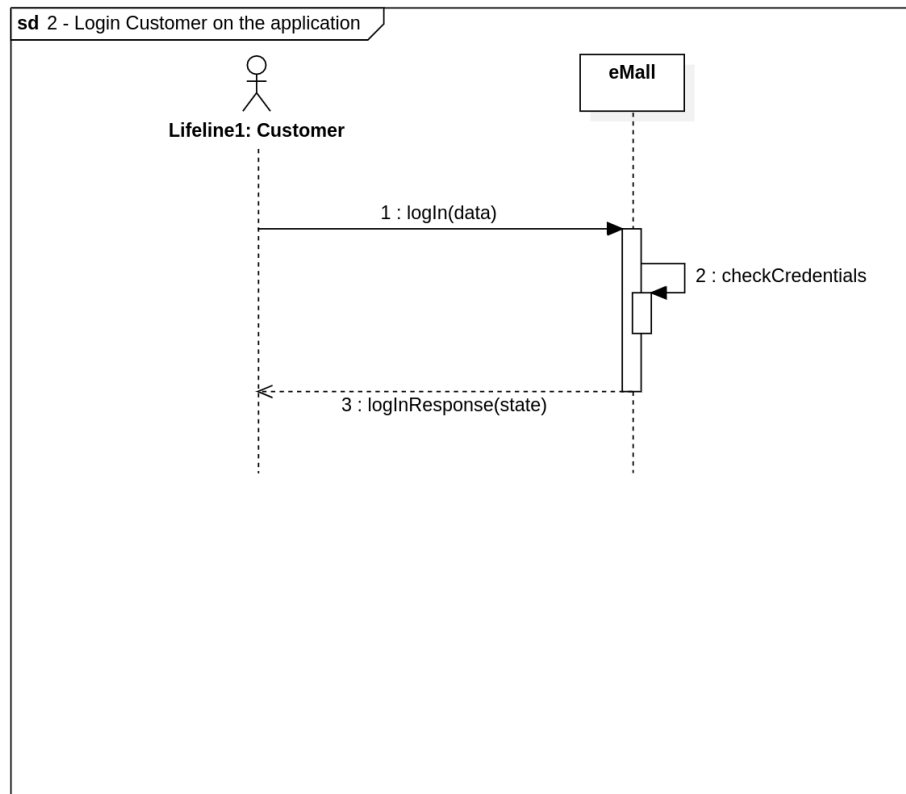 sd 2 - Login Customer on the application
eMall
Lifeline1: Customer
1 : logIn(data)
2 : checkCredentials
3 : logInResponse(state)